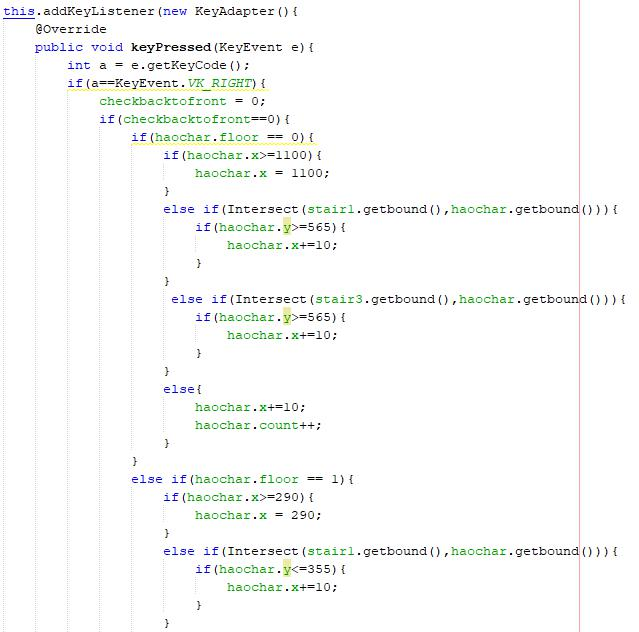 this.addKeyListener(new KeyAdapter(){
@Override
public void keyPressed(KeyEvent e){
int a = e.getKeyCode();
if(a==KeyEvent.VK_RIGHT){
checkbacktofront = 0;
if(checkbacktofront==0){
if(haochar.floor == 0){
if(haochar.x>=1100){
haochar.x = 1100;
}
else if(Intersect(stair1.getbound(),haochar.getbound())){
if(haochar.y>=565){
haochar.x+=10;
}
}
else if(Intersect(stair3.getbound(),haochar.getbound())){
if(haochar.y>=565){
haochar.x+=10;
}
}
else{
haochar.x+=10;
haochar.count++;
}
}
else if(haochar.floor == 1){
if(haochar.x>=290){
haochar.x = 290;
}
else if(Intersect(stair1.getbound(),haochar.getbound())){
if(haochar.y<=355){
haochar.x+=10;
}
}